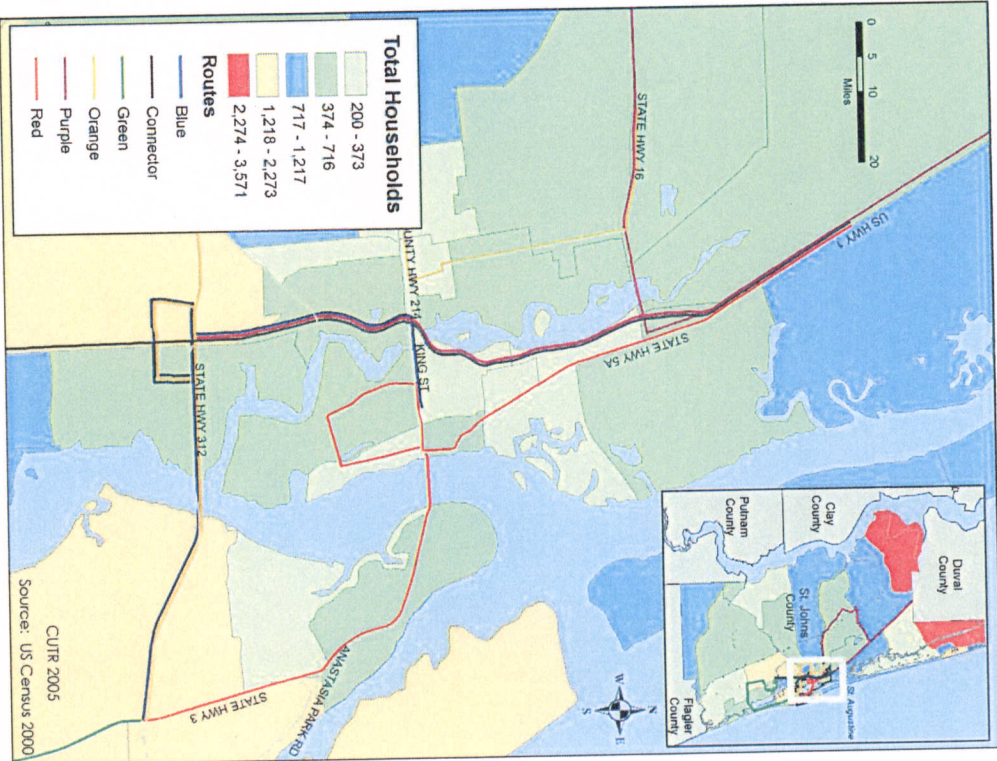 Total Households
200 - 373
374 - 716
717 - 1,217
1,218 - 2,273
2,274 - 3,571
Routes
Blue
Connector
Orange
Green
Purple
Red
0 5 10 20
Miles
STATE HWY 16
US HWY 1
STATE HWY 5A
UNTY HWY 214
KING ST
STATE HWY 312
STATE HWY 3
ANASTASIA PARK RD
Duval
County
Clay
County
Putnam
County
St. Johns
County
St. Augustine
Flagler
County
N
W
E
S
CUTR 2005
Source: US Census 2000